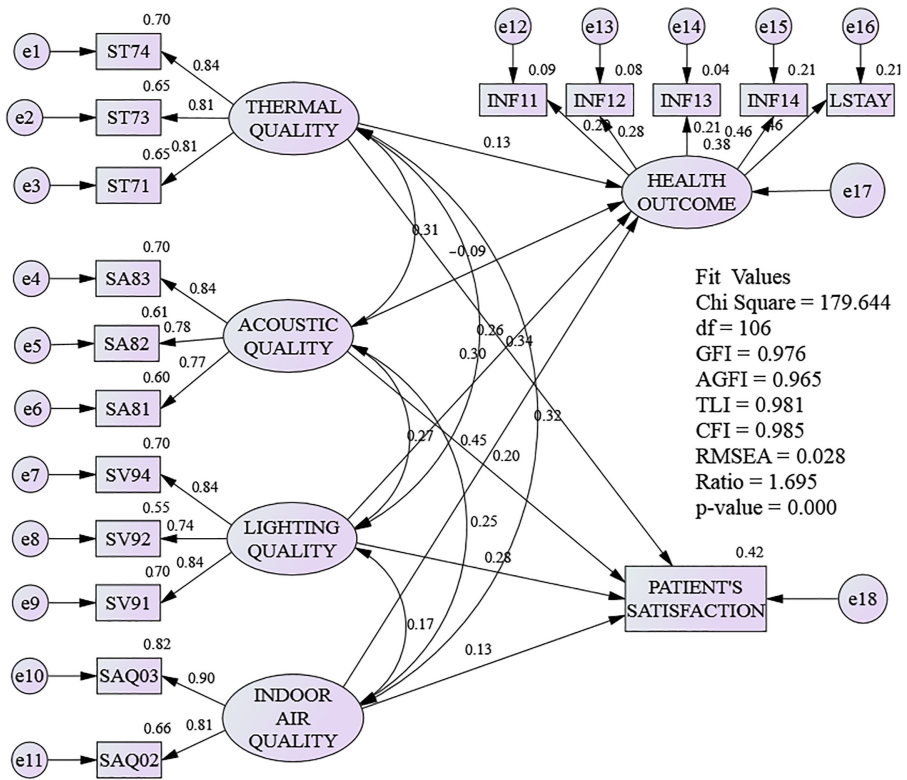 0.70
e1
ST74
0.84
0.65
e2
ST73
0.81
0.65
e3
ST71
0.81
THERMAL
QUALITY
0.70
e4
SA83
0.84
0.61
e5
SA82
0.78
0.60
e6
SA81
0.77
ACOUSTIC
QUALITY
0.70
e7
SV94
0.84
0.55
e8
SV92
0.74
0.70
e9
SV91
0.84
LIGHTING
QUALITY
0.82
e10
SAQ03
0.90
0.66
e11
SAQ02
0.81
INDOOR
AIR
QUALITY
e12
e13
e14
e15
e16
0.09
0.08
0.04
0.21
0.21
INF11
INF12
INF13
INF14
LSTAY
0.28
0.21
0.46
0.38
HEALTH
OUTCOME
e17
0.13
0.31
−0.09
0.26
0.34
0.30
0.32
0.27
0.45
0.20
0.25
0.28
0.17
0.13
Fit Values
Chi Square = 179.644
df = 106
GFI = 0.976
AGFI = 0.965
TLI = 0.981
CFI = 0.985
RMSEA = 0.028
Ratio = 1.695
p-value = 0.000
0.42
PATIENT'S
SATISFACTION
e18